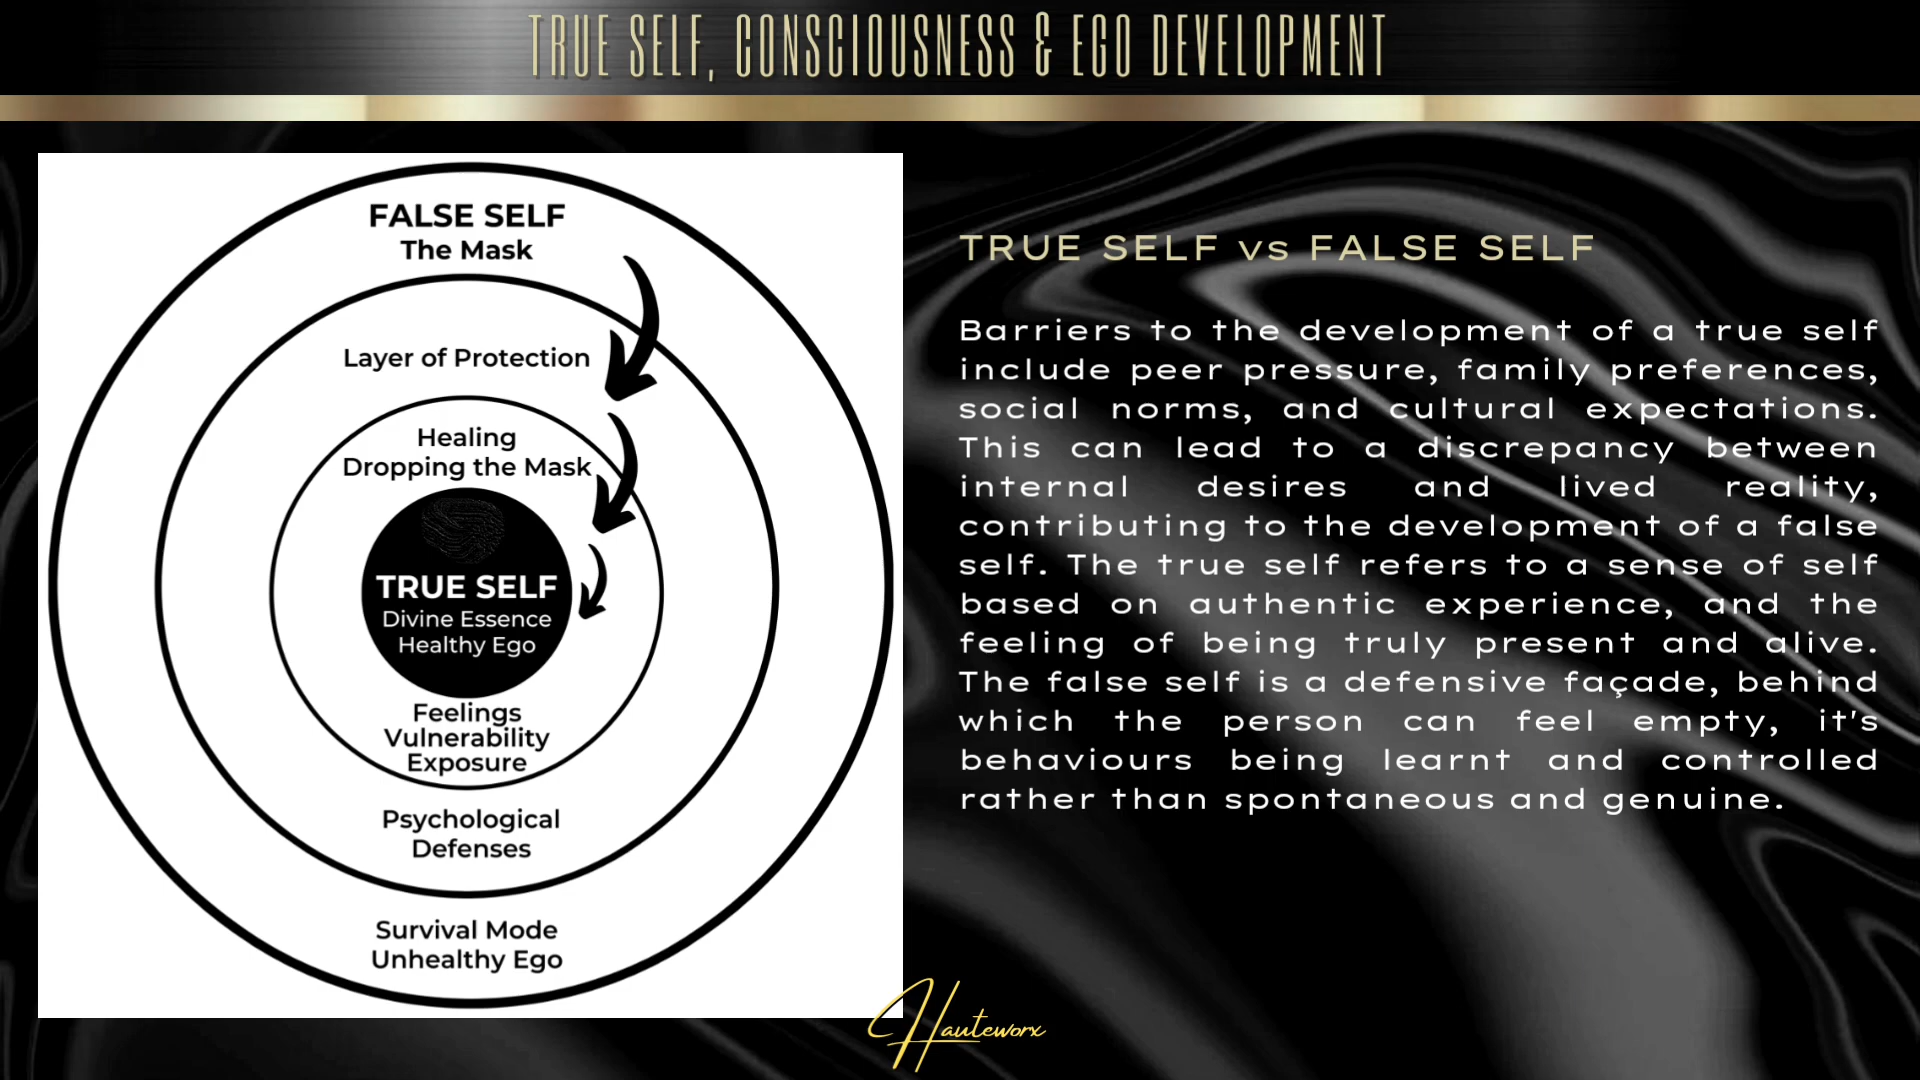 TRUE SELF, CONSCIOUSNESS & EGO DEVELOPMENT
FALSE SELF
The Mask
Layer of Protection
Healing
Dropping the Mask
TRUE SELF
Divine Essence
Healthy Ego
Feelings
Vulnerability
Exposure
Psychological
Defenses
Survival Mode
Unhealthy Ego
TRUE SELF vs FALSE SELF
Barriers to the development of a true self
include peer pressure, family preferences,
social norms, and cultural expectations.
This can lead to a discrepancy between
internal desires and lived reality,
contributing to the development of a false
self. The true self refers to a sense of self
based on authentic experience, and the
feeling of being truly present and alive.
The false self is a defensive façade, behind
which the person can feel empty, it's
behaviours being learnt and controlled
rather than spontaneous and genuine.
Hauteworx